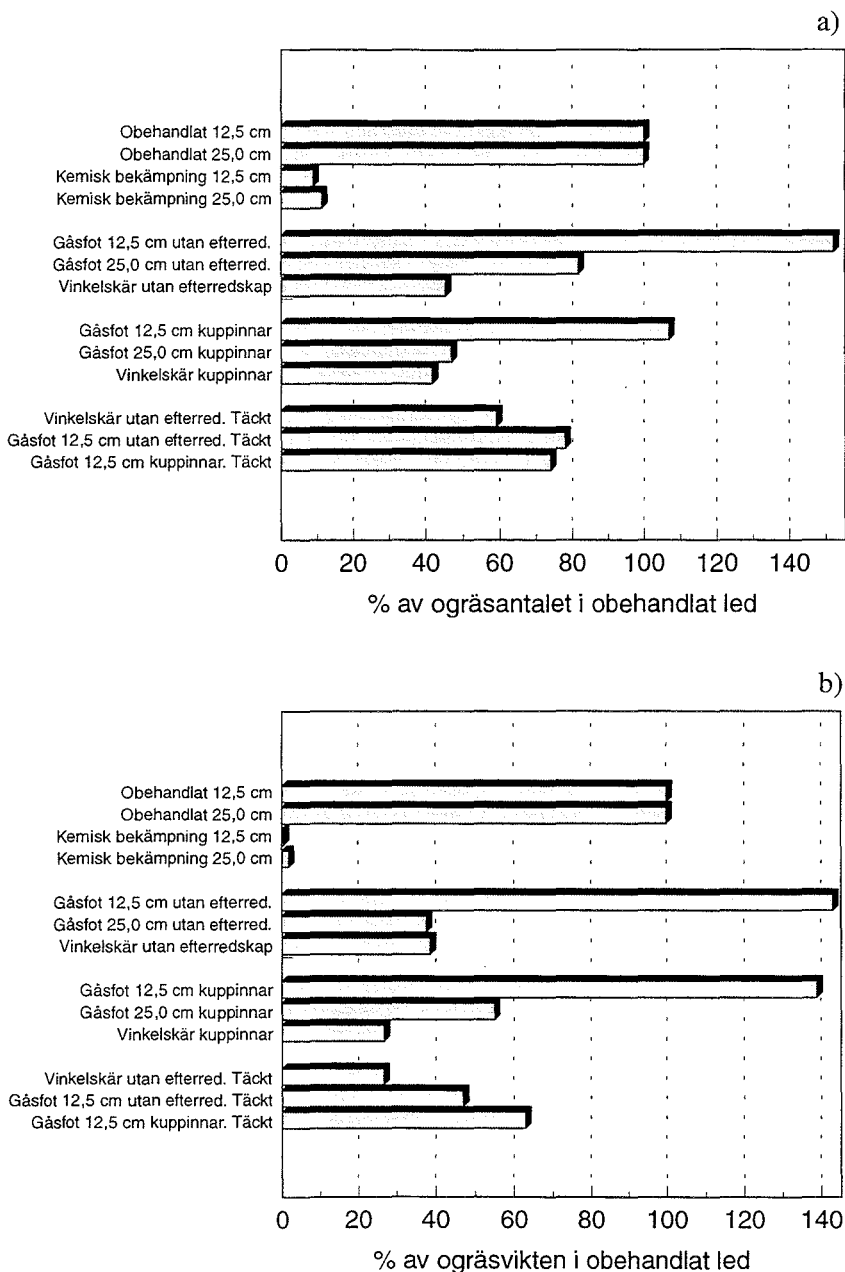 a)
Obehandlat 12,5 cm
Obehandlat 25,0 cm
Kemisk bekämpning 12,5 cm
Kemisk bekämpning 25,0 cm
Gåsfot 12,5 cm utan efterred.
Gåsfot 25,0 cm utan efterred.
Vinkelskär utan efterredskap
Gåsfot 12,5 cm kuppinnar
Gåsfot 25,0 cm kuppinnar
Vinkelskär kuppinnar
Vinkelskär utan efterred. Täckt
Gåsfot 12,5 cm utan efterred. Täckt
Gåsfot 12,5 cm kuppinnar. Täckt
0 20 40 60 80 100 120 140
% av ogräsantalet i obehandlat led
b)
Obehandlat 12,5 cm
Obehandlat 25,0 cm
Kemisk bekämpning 12,5 cm
Kemisk bekämpning 25,0 cm
Gåsfot 12,5 cm utan efterred.
Gåsfot 25,0 cm utan efterred.
Vinkelskär utan efterredskap
Gåsfot 12,5 cm kuppinnar
Gåsfot 25,0 cm kuppinnar
Vinkelskär kuppinnar
Vinkelskär utan efterred. Täckt
Gåsfot 12,5 cm utan efterred. Täckt
Gåsfot 12,5 cm kuppinnar. Täckt
0 20 40 60 80 100 120 140
% av ogräsvikten i obehandlat led